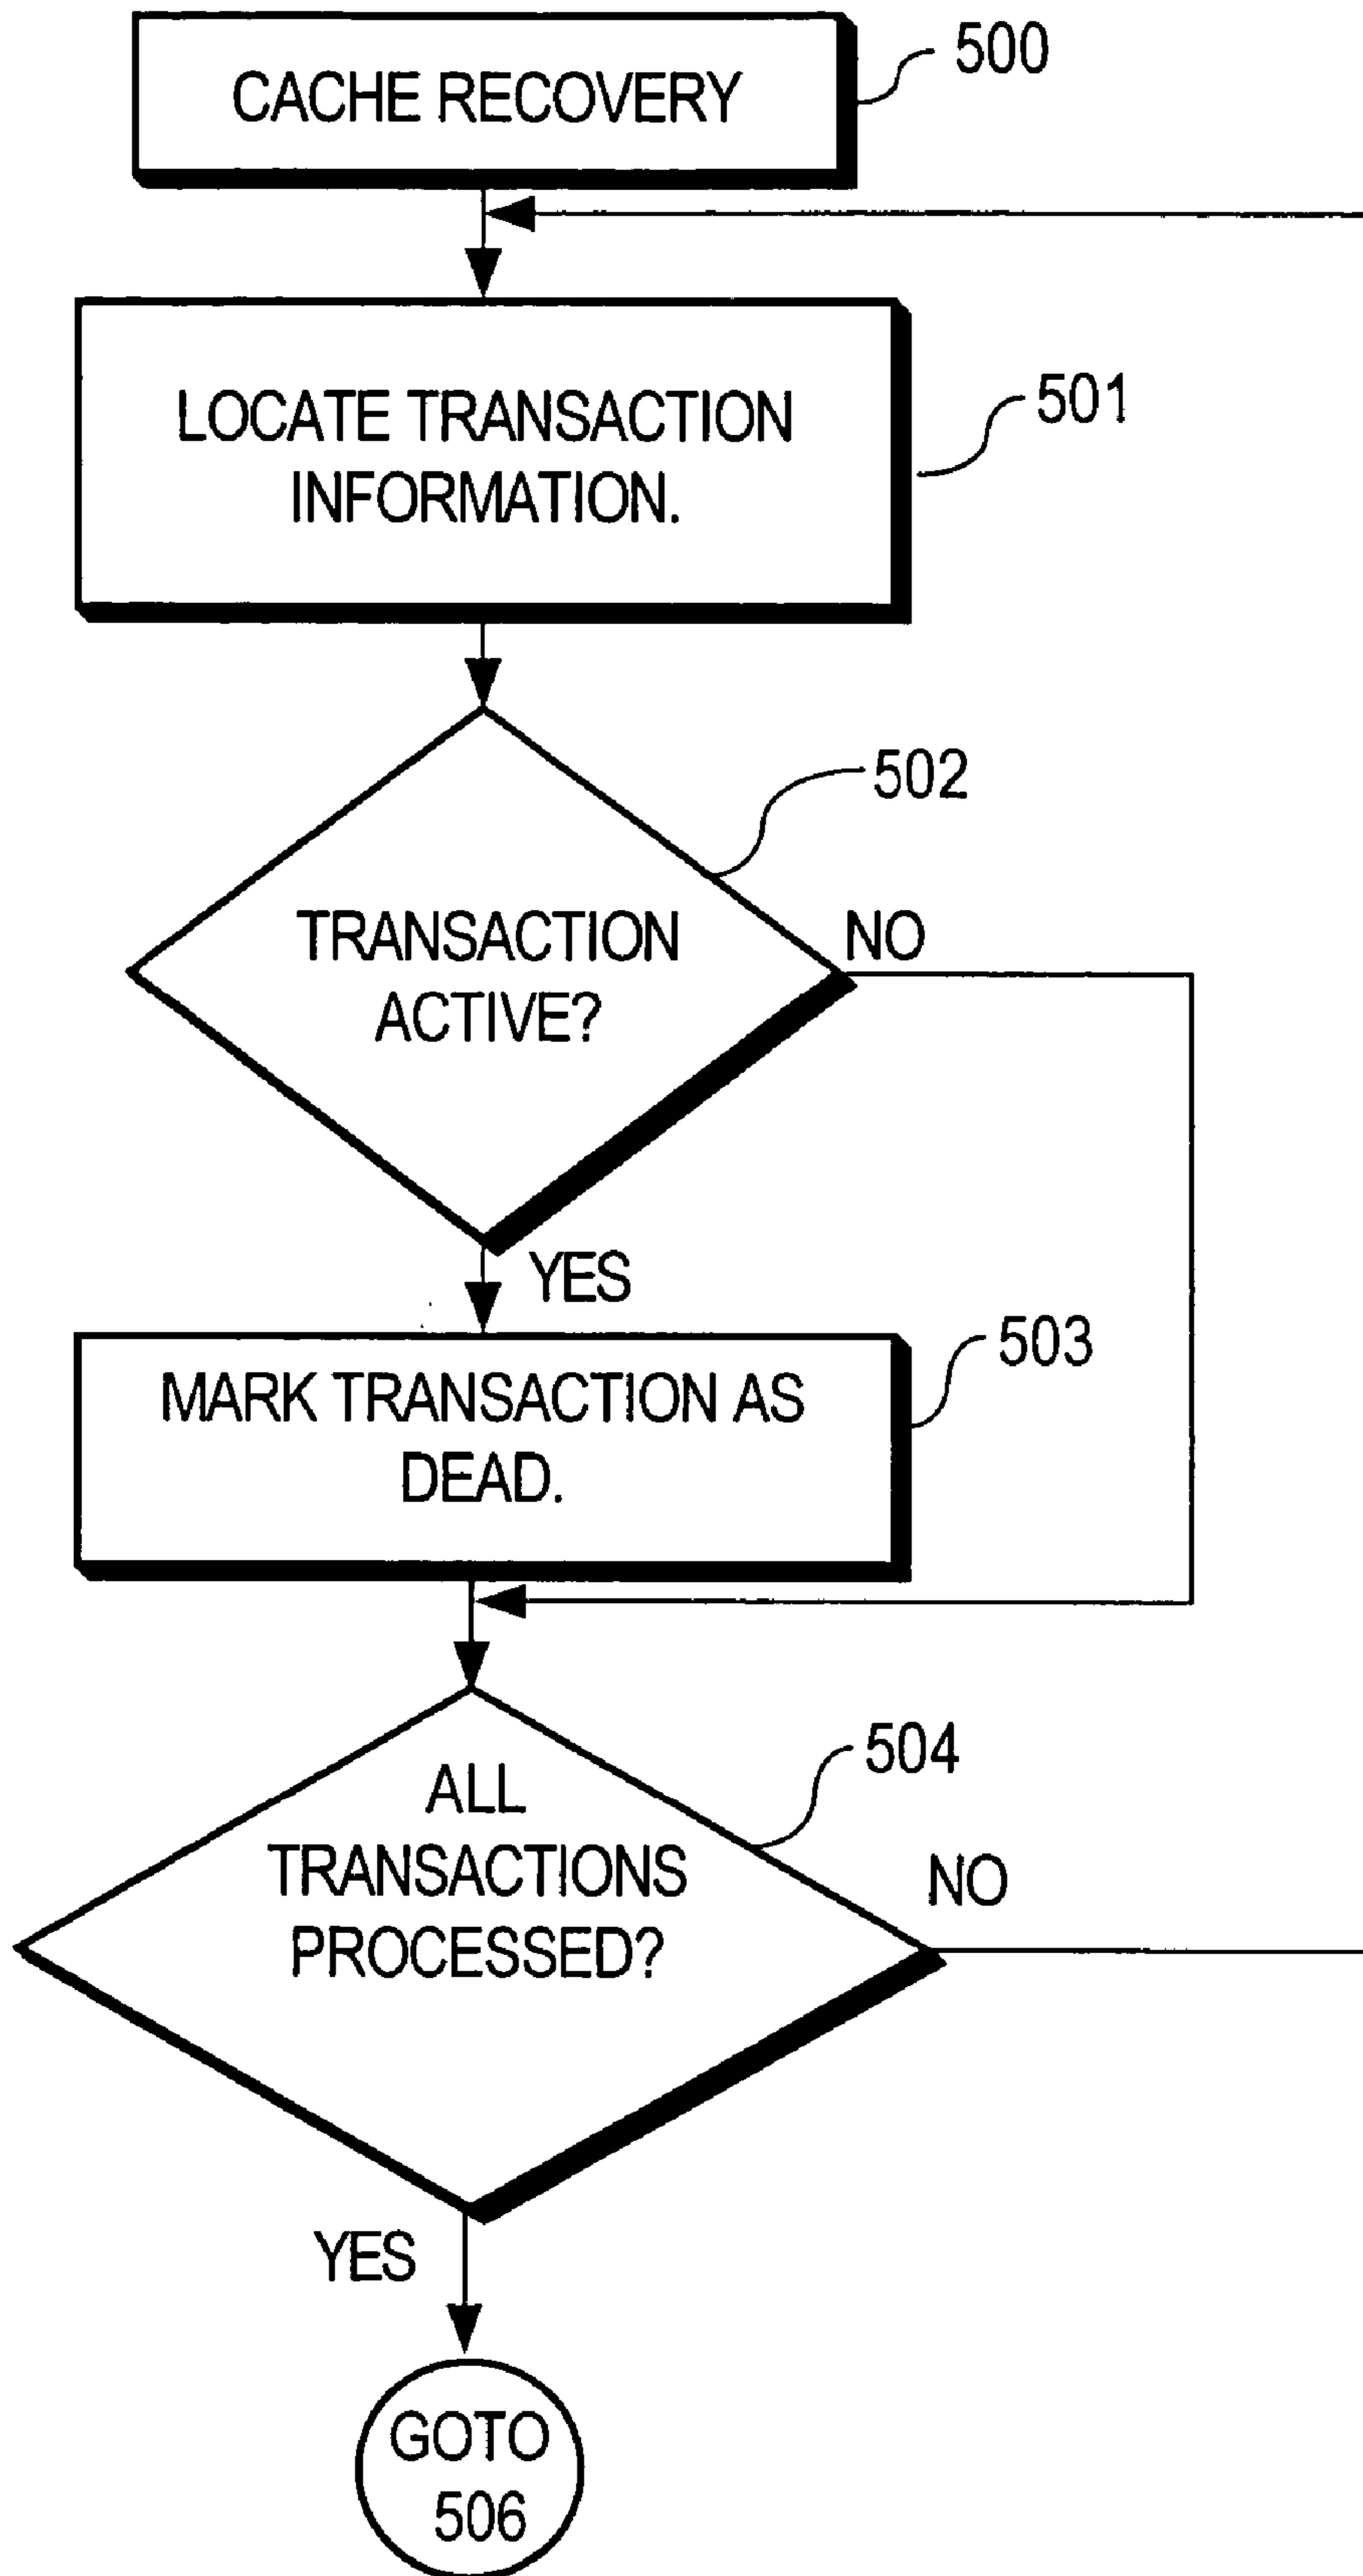 CACHE RECOVERY
500
LOCATE TRANSACTION
INFORMATION.
501
502
TRANSACTION
ACTIVE?
NO
YES
MARK TRANSACTION AS
DEAD.
503
504
ALL
TRANSACTIONS
PROCESSED?
NO
YES
GOTO
506